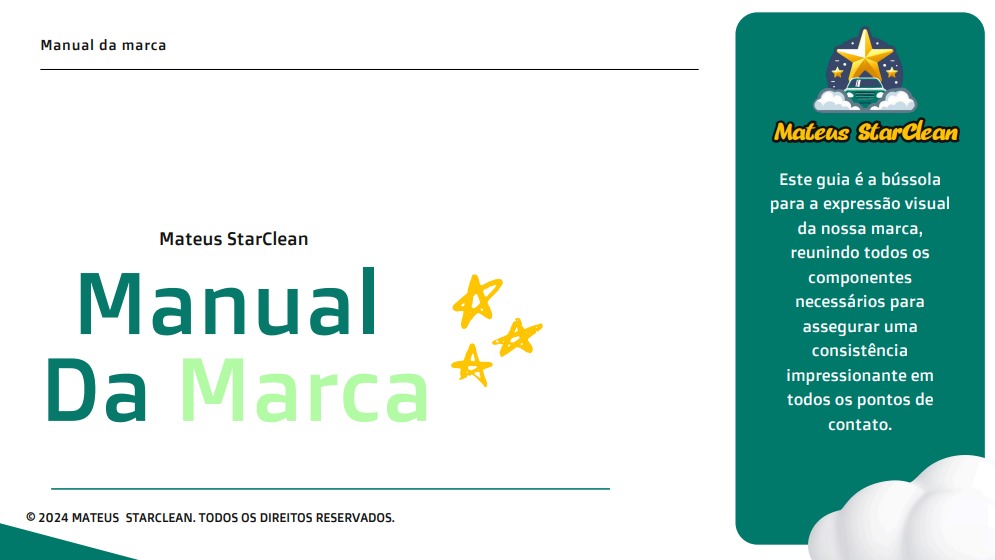 Manual da marca
Mateus StarClean
Manual
Da Marca
© 2024 MATEUS  STARCLEAN. TODOS OS DIREITOS RESERVADOS.
Mateus StarClean
Este guia é a bússola
para a expressão visual
da nossa marca,
reunindo todos os
componentes
necessários para
assegurar uma
consistência
impressionante em
todos os pontos de
contato.